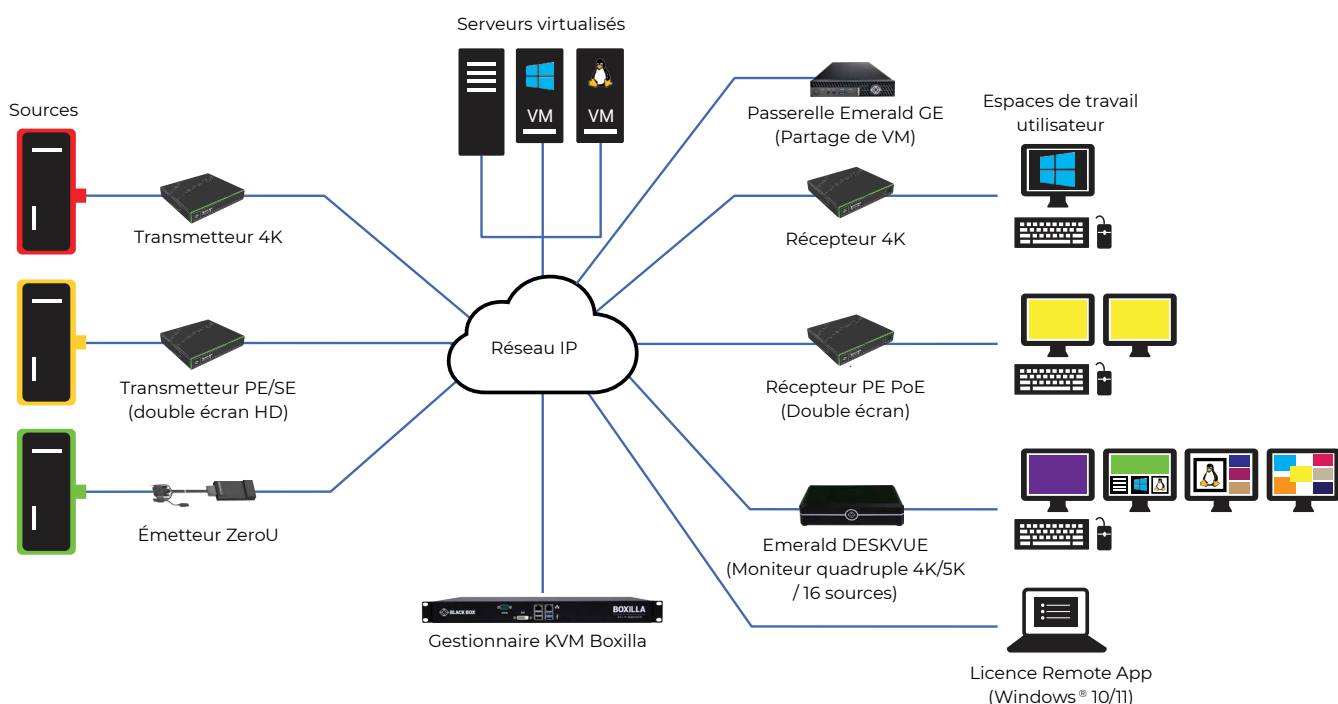 Serveurs virtualisés
VM
VM
Sources
Passerelle Emerald GE
(Partage de VM)
Espaces de travail
utilisateur
Transmetteur 4K
Récepteur 4K
Réseau IP
Transmetteur PE/SE
(double écran HD)
Récepteur PE PoE
(Double écran)
Émetteur ZeroU
Emerald DESKVUE
(Moniteur quadruple 4K/5K
/ 16 sources)
BLACK BOX
BOXILLA
Gestionnaire KVM Boxilla
Licence Remote App
(Windows ® 10/11)